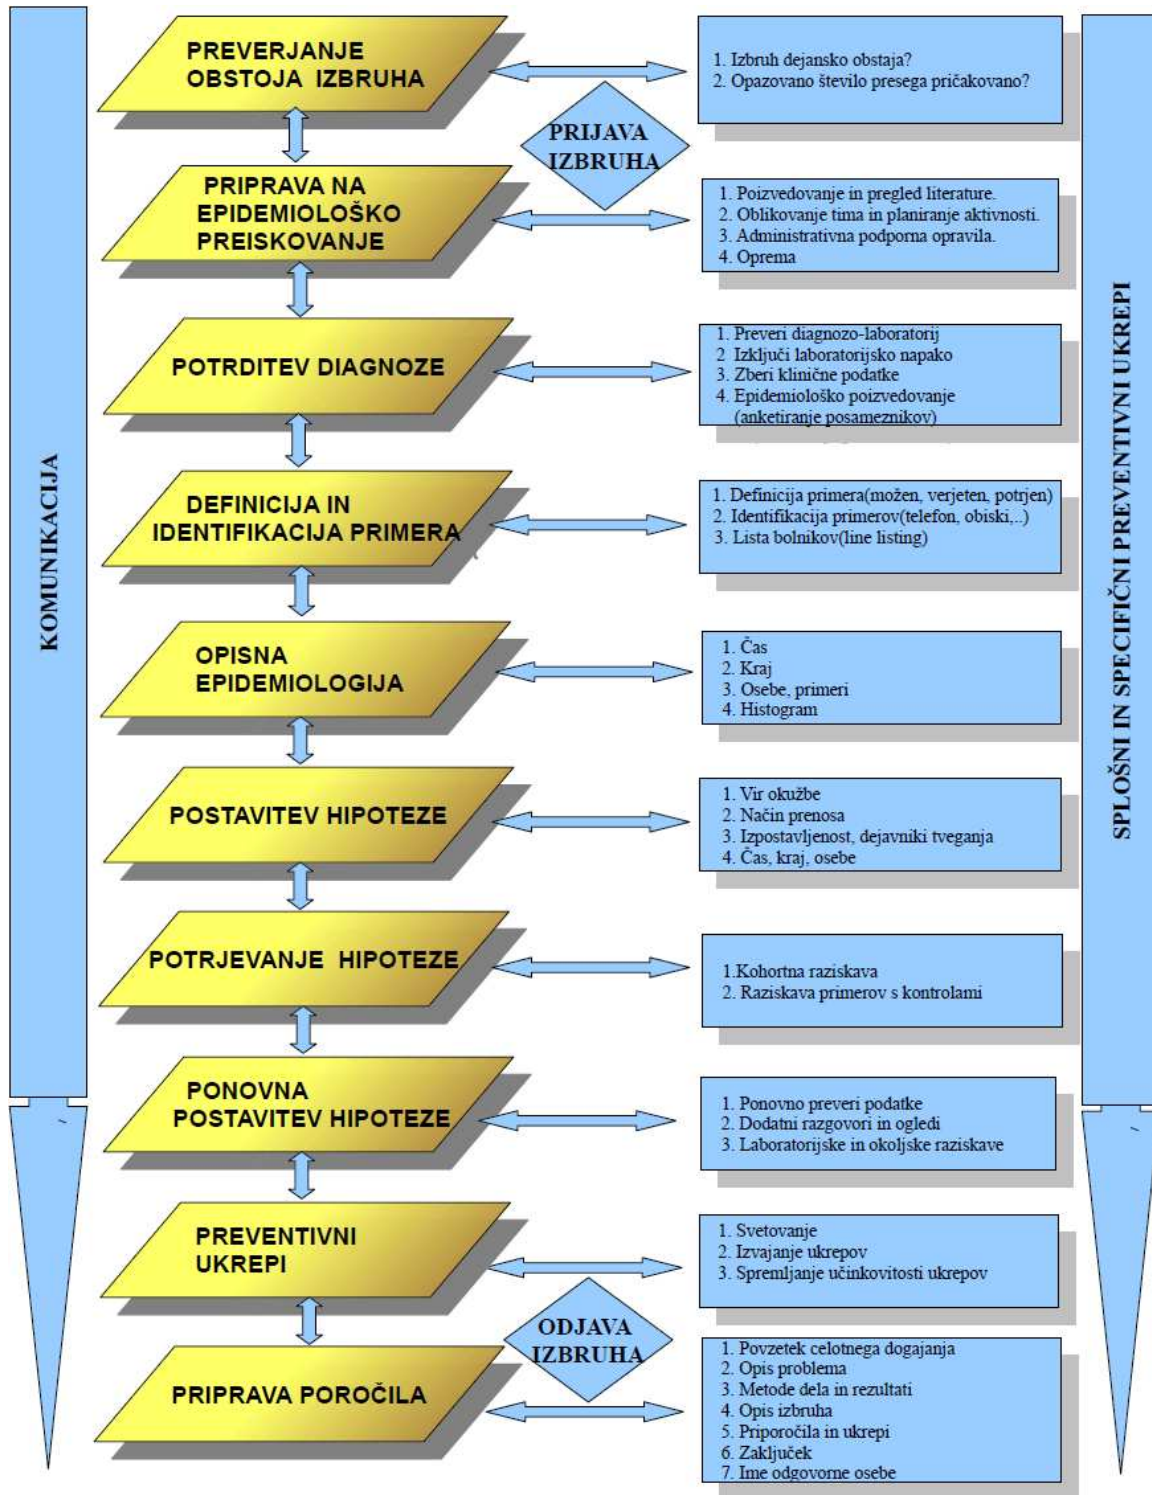 KOMUNIKACIJA
PREVERJANJE
OBSTOJA IZBRUHA
1. Izbruh dejansko obstaja?
2. Opazovano število presega pričakovano?
PRIJAVA
IZBRUHA
PRIPRAVA NA
EPIDEMIOLOŠKO
PREISKOVANJE
1. Poizvedovanje in pregled literature.
2. Oblikovanje tima in planiranje aktivnosti.
3. Administrativna podporna opravila.
4. Oprema
POTRDITEV DIAGNOZE
1. Preveri diagnozo-laboratorij
2 Izključi laboratorijsko napako
3. Zberi klinične podatke
4. Epidemiološko poizvedovanje
(anketiranje posameznikov)
DEFINICIJA IN
IDENTIFIKACIJA PRIMERA
1. Definicija primera(možen, verjeten, potrjen)
2. Identifikacija primerov(telefon, obiski,..)
3. Lista bolnikov(line listing)
OPISNA
EPIDEMIOLOGIJA
1. Čas
2. Kraj
3. Osebe, primeri
4. Histogram
POSTAVITEV HIPOTEZE
1. Vir okužbe
2. Način prenosa
3. Izpostavljenost, dejavniki tveganja
4. Čas, kraj, osebe
POTRJEVANJE HIPOTEZE
1.Kohortna raziskava
2. Raziskava primerov s kontrolami
PONOVNA
POSTAVITEV HIPOTEZE
1. Ponovno preveri podatke
2. Dodatni razgovori in ogledi
3. Laboratorijske in okoljske raziskave
PREVENTIVNI
UKREPI
1. Svetovanje
2. Izvajanje ukrepov
3. Spremljanje učinkovitosti ukrepov
ODJAVA
IZBRUHA
PRIPRAVA POROČILA
1. Povzetek celotnega dogajanja
2. Opis problema
3. Metode dela in rezultati
4. Opis izbruha
5. Priporočila in ukrepi
6. Zaključek
7. Ime odgovorne osebe
SPLOŠNI IN SPECIFIČNI PREVENTIVNI UKREPI